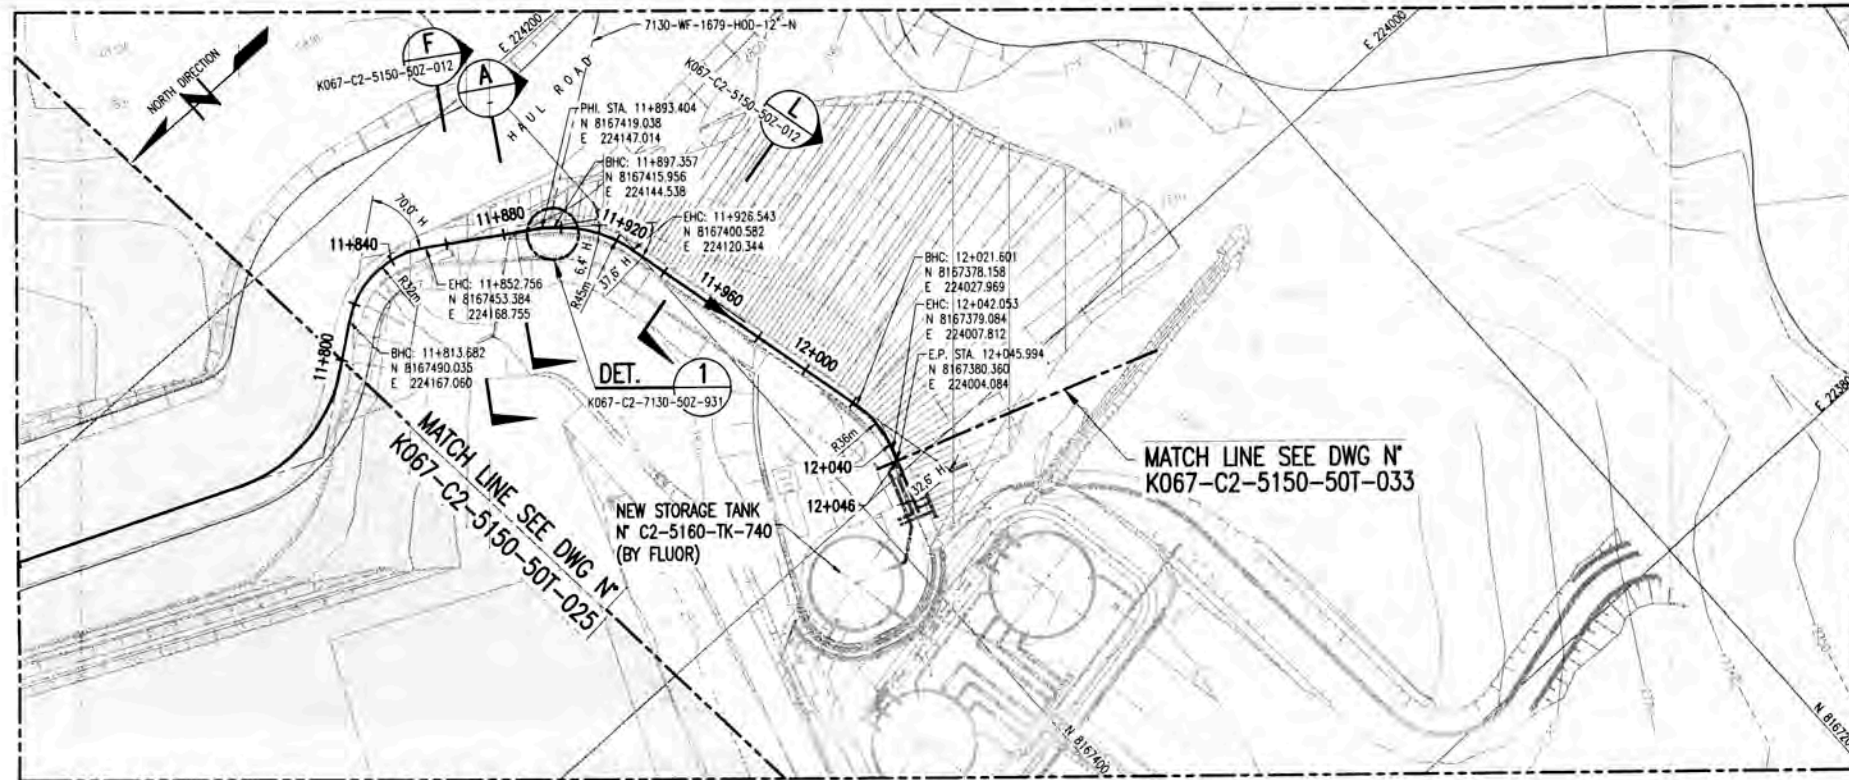 NORTH DIRECTION
N
F
K067-C2-5150-50Z-012
A
-
E 224200
HAUL ROAD
7130-WF-1679-HOD-12"-N
K067-C2-5150-50Z-012
L
E 224000
PHI. STA. 11+893.404
N 8167419.038
E 224147.014
BHC: 11+897.357
N 8167415.956
E 224144.538
EHC: 11+926.543
N 8167400.582
E 224120.344
70.0° H
11+880
11+920
11+840
R32m
R45m
6.4° H
37.6° H
EHC: 11+852.756
N 8167453.384
E 224168.755
11+960
BHC: 12+021.601
N 8167378.158
E 224027.969
EHC: 12+042.053
N 8167379.084
E 224007.812
E.P. STA. 12+045.994
N 8167380.360
E 224004.084
11+800
BHC: 11+813.682
N 8167490.035
E 224167.060
12+000
DET.
1
K067-C2-7130-50Z-931
E 22380
R36m
12+040
32.6° H
12+046
MATCH LINE SEE DWG N°
K067-C2-5150-50T-033
MATCH LINE SEE DWG N°
K067-C2-5150-50T-025
NEW STORAGE TANK
N° C2-5160-TK-740
(BY FLUOR)
N 8167400
N 816720